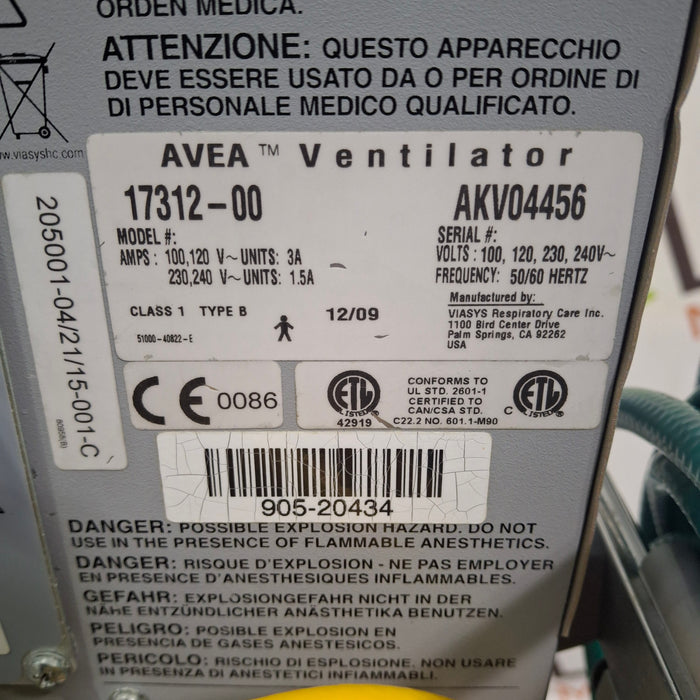 ORDEN MEDICA.
ATTENZIONE: QUESTO APPARECCHIO
DEVE ESSERE USATO DA O PER ORDINE DI
DI PERSONALE MEDICO QUALIFICATO.
www.viasyshc.com
AVEA™ Ventilator
17312-00
MODEL #:
AMPS: 100,120 V~UNITS: 3A
230,240 V~UNITS: 1.5A
AKV04456
SERIAL #:
VOLTS: 100, 120, 230, 240V~
FREQUENCY: 50/60 HERTZ
CLASS 1 TYPE B
12/09
51000-40822-E
Manufactured by:
VIASYS Respiratory Care Inc.
1100 Bird Center Drive
Palm Springs, CA 92262
USA
205001-04/21/15-001-C
CE 0086
ETL
LISTED
42919
CONFORMS TO
UL STD. 2601-1
CERTIFIED TO
CAN/CSA STD.
C22.2 NO. 601.1-M90
C
ETL
LISTED
905-20434
DANGER: POSSIBLE EXPLOSION HAZARD. DO NOT
USE IN THE PRESENCE OF FLAMMABLE ANESTHETICS.
DANGER: RISQUE D'EXPLOSION - NE PAS EMPLOYER
EN PRESENCE D'ANESTHESIQUES INFLAMMABLES.
GEFAHR: EXPLOSIONGEFAHR NICHT IN DER
NÄHE ENTZÜNDLICHER ANÄSTHETIKA BENUTZEN.
PELIGRO: POSIBLE EXPLOSION EN
PRESENCIA DE GASES ANESTESICOS.
PERICOLO: RISCHIO DI ESPLOSIONE. NON USARE
IN PRESENZA DI ANESTETICI INFIAMMABILI.